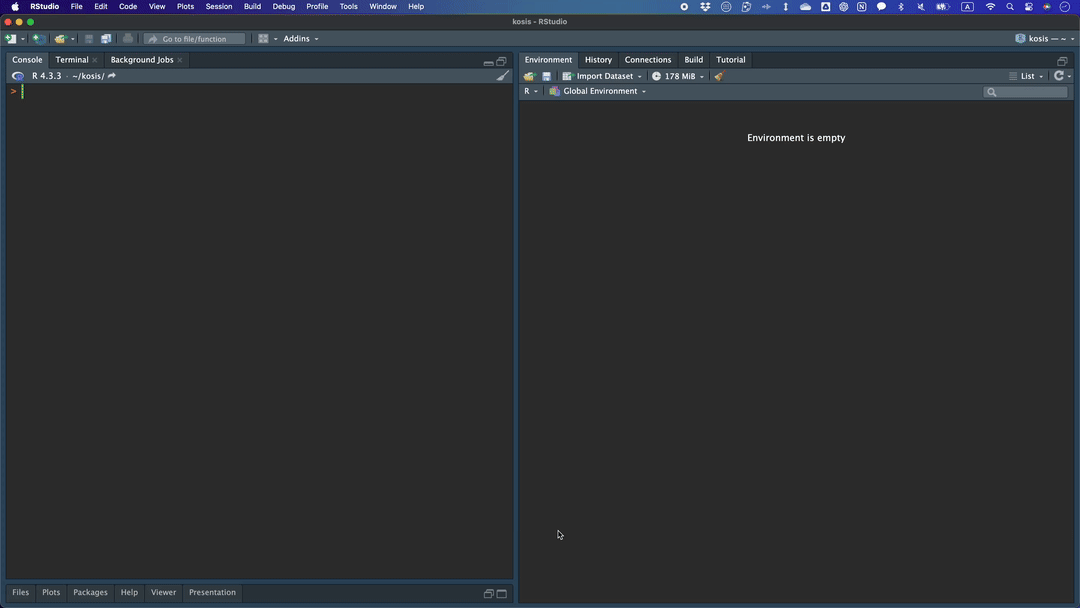 RStudio File Edit Code View Plots Session Build Debug Profile Tools Window Help
kosis - RStudio
Go to file/function Addins kosis — ~
Console Terminal Background Jobs
R 4.3.3 · ~/kosis/
>
Environment History Connections Build Tutorial
Import Dataset 178 MiB List
R Global Environment
Environment is empty
Files Plots Packages Help Viewer Presentation